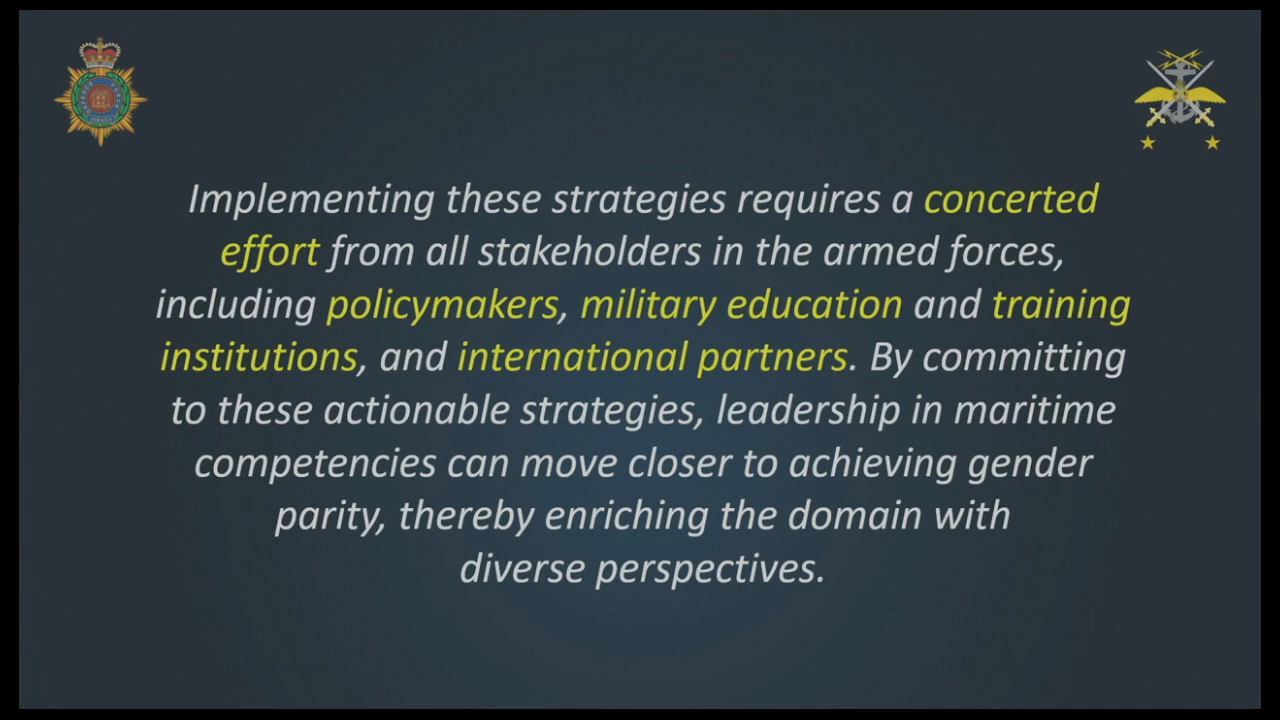 Implementing these strategies requires a concerted
effort from all stakeholders in the armed forces,
including policymakers, military education and training
institutions, and international partners. By committing
to these actionable strategies, leadership in maritime
competencies can move closer to achieving gender
parity, thereby enriching the domain with
diverse perspectives.